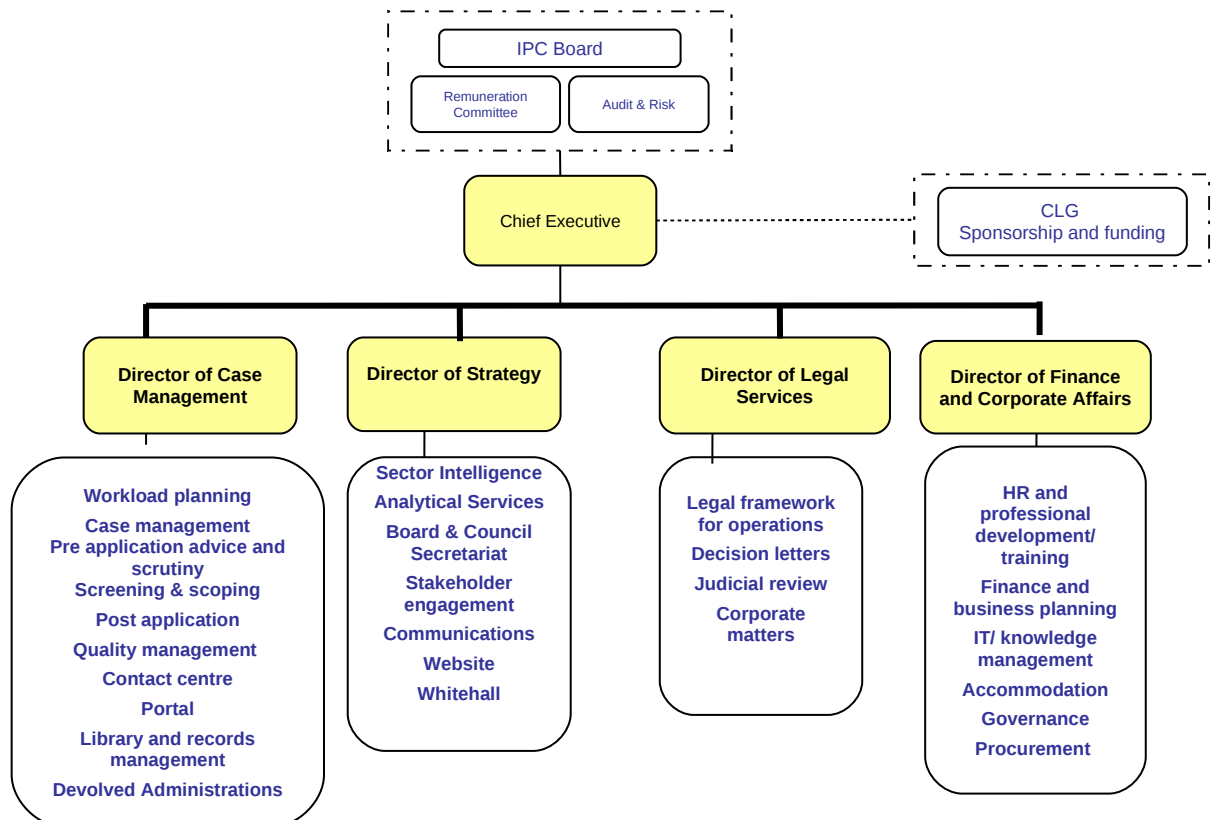 IPC Board
Remuneration
Committee
Audit & Risk
Chief Executive
CLG
Sponsorship and funding
Director of Case
Management
Director of Strategy
Director of Legal
Services
Director of Finance
and Corporate Affairs
Workload planning
Case management
Pre application advice and
scrutiny
Screening & scoping
Post application
Quality management
Contact centre
Portal
Library and records
management
Devolved Administrations
Sector Intelligence
Analytical Services
Board & Council
Secretariat
Stakeholder
engagement
Communications
Website
Whitehall
Legal framework
for operations
Decision letters
Judicial review
Corporate
matters
HR and
professional
development/
training
Finance and
business planning
IT/ knowledge
management
Accommodation
Governance
Procurement